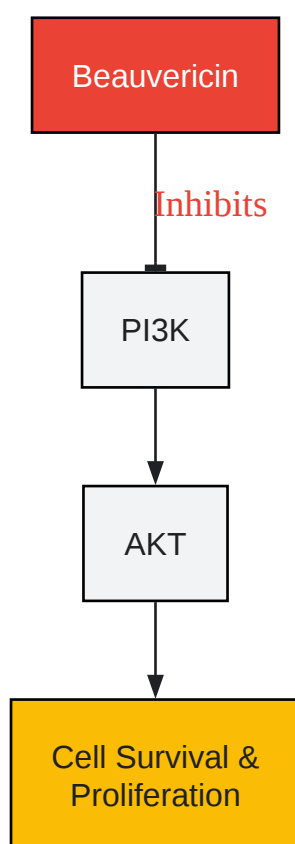 Beauvericin
Inhibits
PI3K
AKT
Cell Survival &
Proliferation